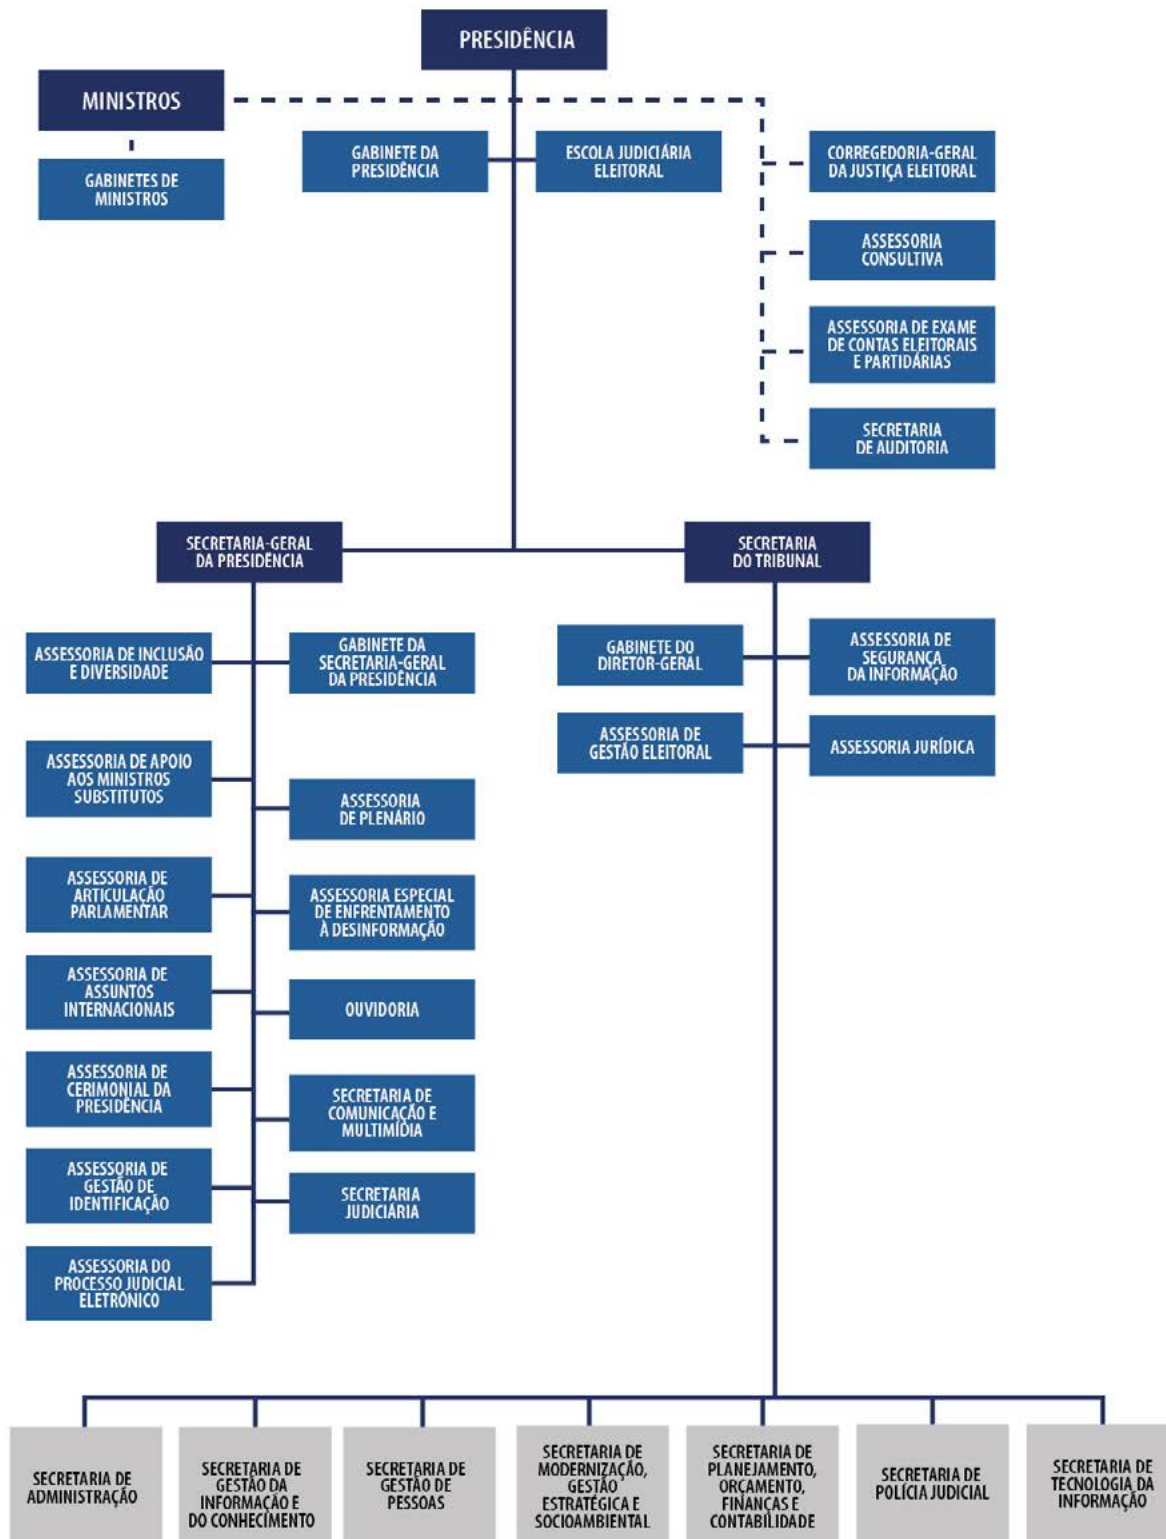 PRESIDÊNCIA
MINISTROS
GABINETES DE
MINISTROS
GABINETE DA
PRESIDÊNCIA
ESCOLA JUDICIÁRIA
ELEITORAL
CORREGEDORIA-GERAL
DA JUSTIÇA ELEITORAL
ASSESSORIA
CONSULTIVA
ASSESSORIA DE EXAME
DE CONTAS ELEITORAIS
E PARTIDÁRIAS
SECRETARIA
DE AUDITORIA
SECRETARIA-GERAL
DA PRESIDÊNCIA
SECRETARIA
DO TRIBUNAL
ASSESSORIA DE INCLUSÃO
E DIVERSIDADE
GABINETE DA
SECRETARIA-GERAL
DA PRESIDÊNCIA
GABINETE DO
DIRETOR-GERAL
ASSESSORIA DE
SEGURANÇA
DA INFORMAÇÃO
ASSESSORIA DE
GESTÃO ELEITORAL
ASSESSORIA JURÍDICA
ASSESSORIA DE APOIO
AOS MINISTROS
SUBSTITUTOS
ASSESSORIA
DE PLENÁRIO
ASSESSORIA DE
ARTICULAÇÃO
PARLAMENTAR
ASSESSORIA ESPECIAL
DE ENFRENTAMENTO
À DESINFORMAÇÃO
ASSESSORIA DE
ASSUNTOS
INTERNACIONAIS
OUVIDORIA
ASSESSORIA DE
CERIMONIAL DA
PRESIDÊNCIA
SECRETARIA DE
COMUNICAÇÃO E
MULTIMÍDIA
ASSESSORIA DE
GESTÃO DE
IDENTIFICAÇÃO
SECRETARIA
JUDICIÁRIA
ASSESSORIA DO
PROCESSO JUDICIAL
ELETRÔNICO
SECRETARIA DE
ADMINISTRAÇÃO
SECRETARIA DE
GESTÃO DA
INFORMAÇÃO E
DO CONHECIMENTO
SECRETARIA DE
GESTÃO DE
PESSOAS
SECRETARIA DE
MODERNIZAÇÃO,
GESTÃO
ESTRATÉGICA E
SOCIOAMBIENTAL
SECRETARIA DE
PLANEJAMENTO,
ORÇAMENTO,
FINANÇAS E
CONTABILIDADE
SECRETARIA DE
POLÍCIA JUDICIAL
SECRETARIA DE
TECNOLOGIA DA
INFORMAÇÃO